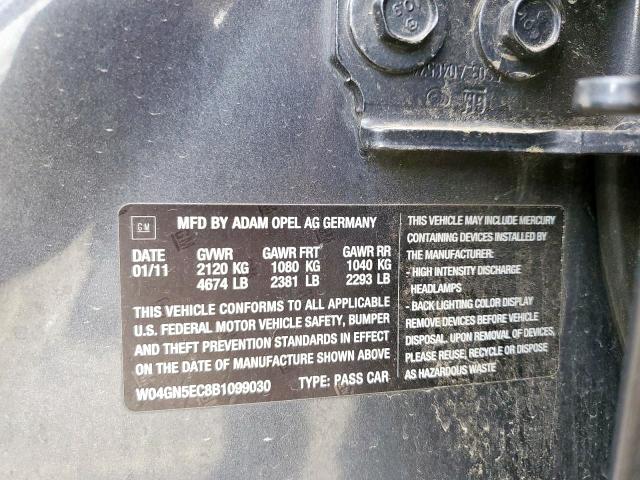 GM
MFD BY ADAM OPEL AG GERMANY
DATE GVWR GAWR FRT GAWR RR
01/11 2120 KG 1080 KG 1040 KG
4674 LB 2381 LB 2293 LB
THIS VEHICLE CONFORMS TO ALL APPLICABLE
U.S. FEDERAL MOTOR VEHICLE SAFETY, BUMPER
AND THEFT PREVENTION STANDARDS IN EFFECT
ON THE DATE OF MANUFACTURE SHOWN ABOVE
W04GN5EC8B1099030 TYPE: PASS CAR
THIS VEHICLE MAY INCLUDE MERCURY
CONTAINING DEVICES INSTALLED BY
THE MANUFACTURER:
- HIGH INTENSITY DISCHARGE
HEADLAMPS
- BACK LIGHTING COLOR DISPLAY
REMOVE DEVICES BEFORE VEHICLE
DISPOSAL. UPON REMOVAL OF DEVICES,
PLEASE REUSE, RECYCLE OR DISPOSE
AS HAZARDOUS WASTE